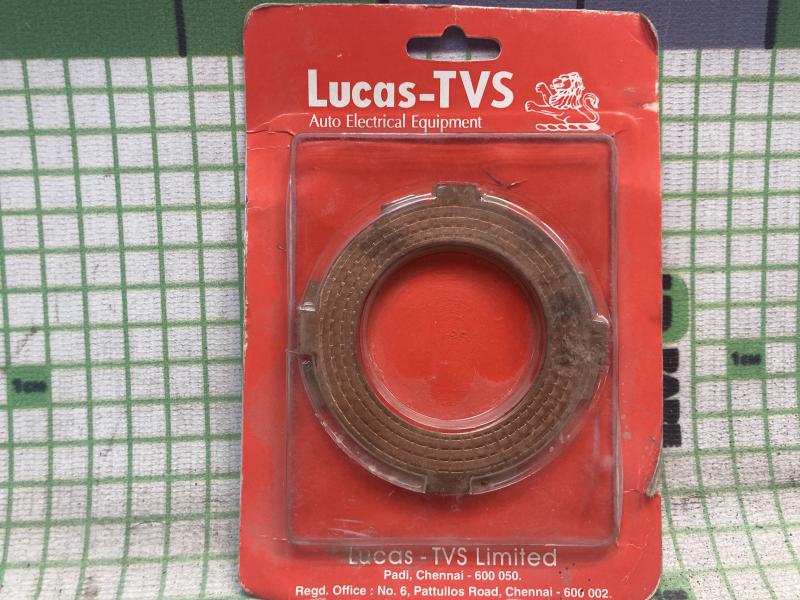 Lucas-TVS
Auto Electrical Equipment
1CM
1CM
Lucas - TVS Limited
Padi, Chennai - 600 050.
Regd. Office : No. 6, Pattullos Road, Chennai - 600 002.